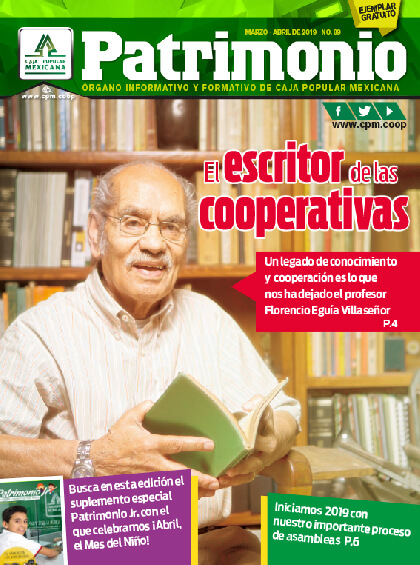 EJEMPLAR
GRATUITO
MARZO - ABRIL DE 2019 NO. 89
CAJA POPULAR
MEXICANA
Patrimonio
ÓRGANO INFORMATIVO Y FORMATIVO DE CAJA POPULAR MEXICANA
www.cpm.coop
www.cpm.coop
El escritor de las
cooperativas
Un legado de conocimiento
y cooperación es lo que
nos ha dejado el profesor
Florencio Eguía Villaseñor
P.4
Busca en esta edición el
suplemento especial
Patrimonio Jr. con el
que celebramos ¡Abril,
el Mes del Niño!
Patrimonio
Iniciamos 2019 con
nuestro importante proceso
de asambleas P.6